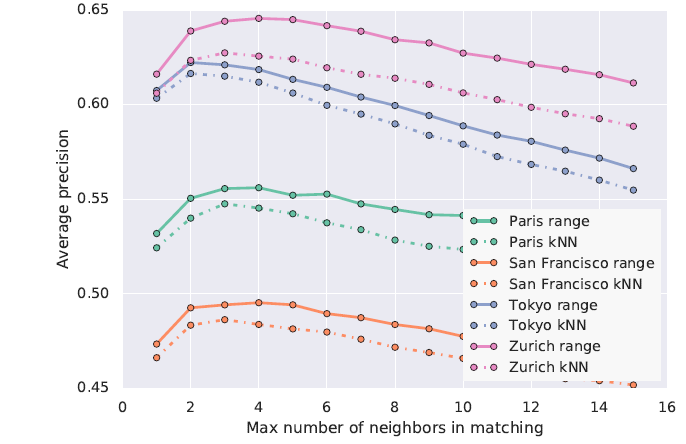 0.65
0.60
0.55
0.50
0.45
Average precision
Paris range
Paris kNN
San Francisco range
San Francisco kNN
Tokyo range
Tokyo kNN
Zurich range
Zurich kNN
0 2 4 6 8 10 12 14 16
Max number of neighbors in matching